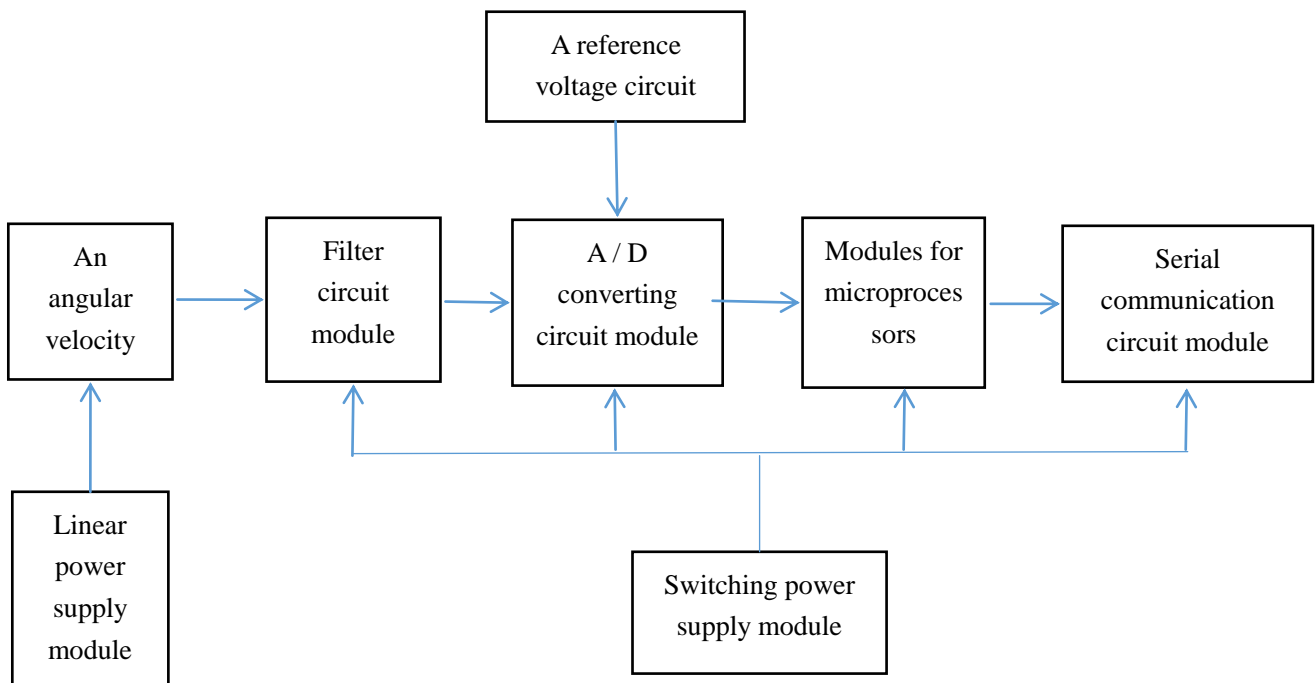 A reference
voltage circuit
An
angular
velocity
Filter
circuit
module
A / D
converting
circuit module
Modules for
microproces
sors
Serial
communication
circuit module
Linear
power
supply
module
Switching power
supply module